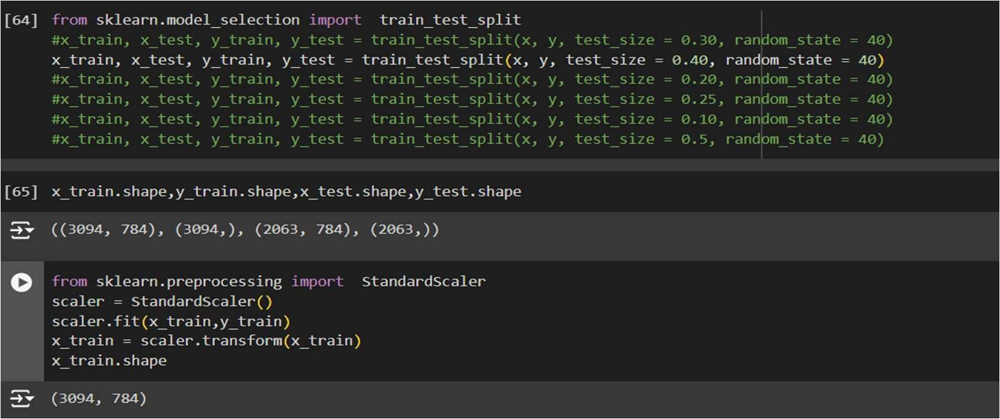 [64] from sklearn.model_selection import  train_test_split
#x_train, x_test, y_train, y_test = train_test_split(x, y, test_size = 0.30, random_state = 40)
x_train, x_test, y_train, y_test = train_test_split(x, y, test_size = 0.40, random_state = 40)
#x_train, x_test, y_train, y_test = train_test_split(x, y, test_size = 0.20, random_state = 40)
#x_train, x_test, y_train, y_test = train_test_split(x, y, test_size = 0.25, random_state = 40)
#x_train, x_test, y_train, y_test = train_test_split(x, y, test_size = 0.10, random_state = 40)
#x_train, x_test, y_train, y_test = train_test_split(x, y, test_size = 0.5, random_state = 40)
[65] x_train.shape,y_train.shape,x_test.shape,y_test.shape
((3094, 784), (3094,), (2063, 784), (2063,))
from sklearn.preprocessing import  StandardScaler
scaler = StandardScaler()
scaler.fit(x_train,y_train)
x_train = scaler.transform(x_train)
x_train.shape
(3094, 784)